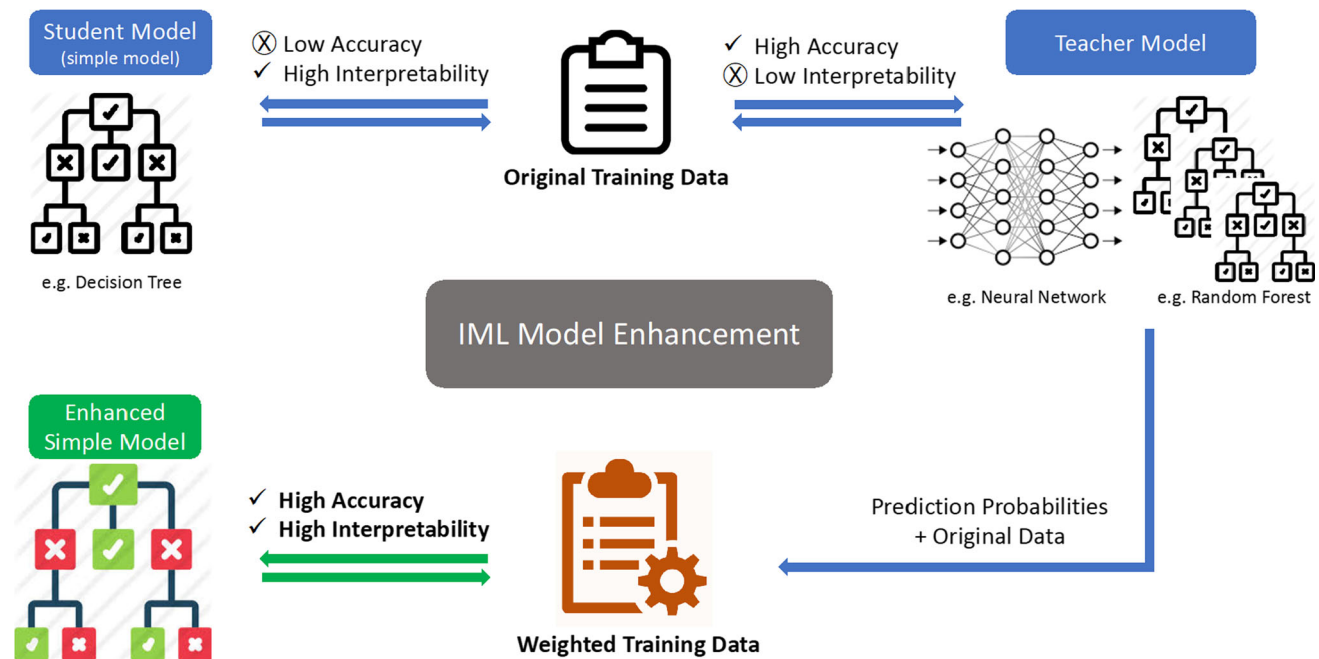 Student Model
(simple model)
Ⓧ Low Accuracy
✓ High Interpretability
✓ High Accuracy
Ⓧ Low Interpretability
Teacher Model
Original Training Data
e.g. Decision Tree
e.g. Neural Network
e.g. Random Forest
IML Model Enhancement
Enhanced
Simple Model
✓ High Accuracy
✓ High Interpretability
Prediction Probabilities
+ Original Data
Weighted Training Data